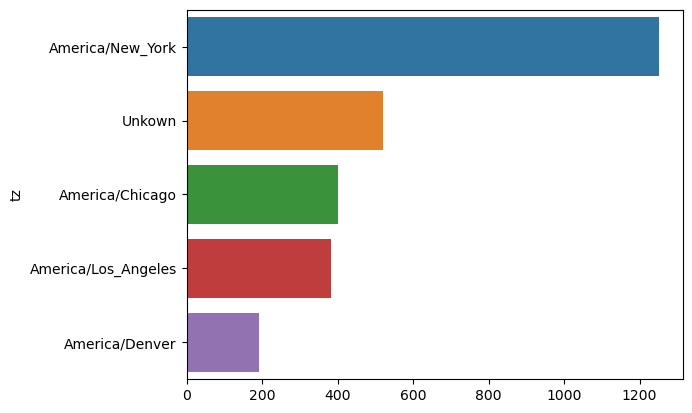 America/New_York
Unkown
America/Chicago
America/Los_Angeles
America/Denver
tz
0 200 400 600 800 1000 1200